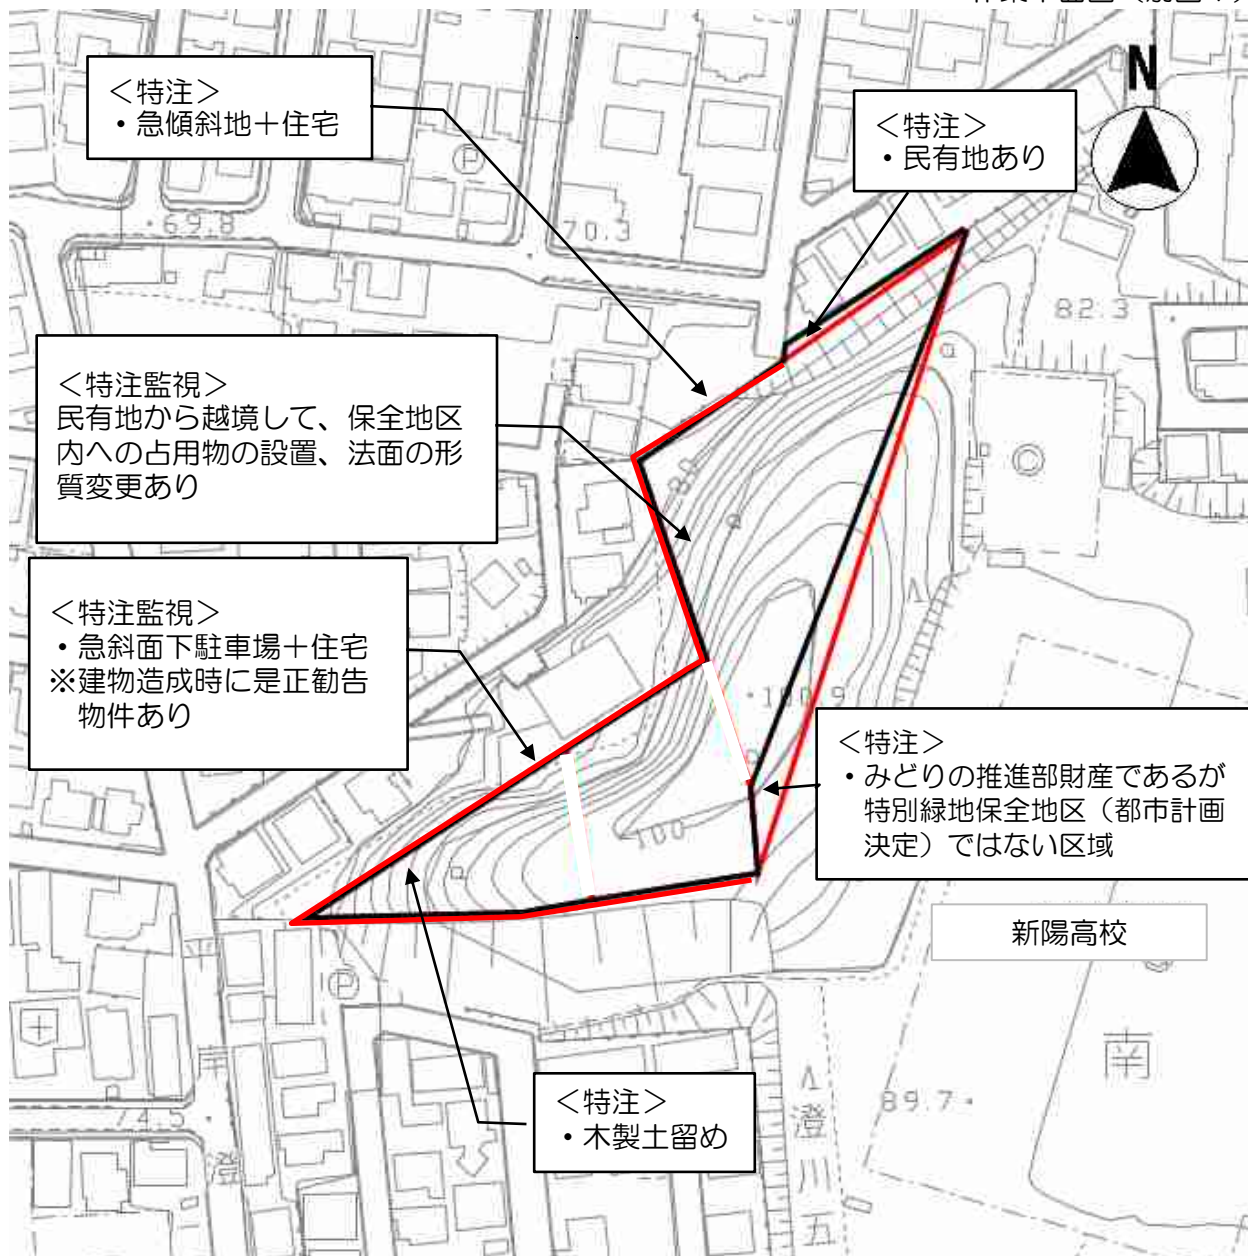 N
＜特注＞
・急傾斜地＋住宅
＜特注＞
・民有地あり
69.8
70.3
82.3
＜特注監視＞
民有地から越境して、保全地区
内への占用物の設置、法面の形
質変更あり
80
＜特注監視＞
・急斜面下駐車場＋住宅
※建物造成時に是正勧告
物件あり
100.9
＜特注＞
・みどりの推進部財産であるが
特別緑地保全地区（都市計画
決定）ではない区域
100
新陽高校
P
P
南
＜特注＞
・木製土留め
74.5
89.7
澄
川